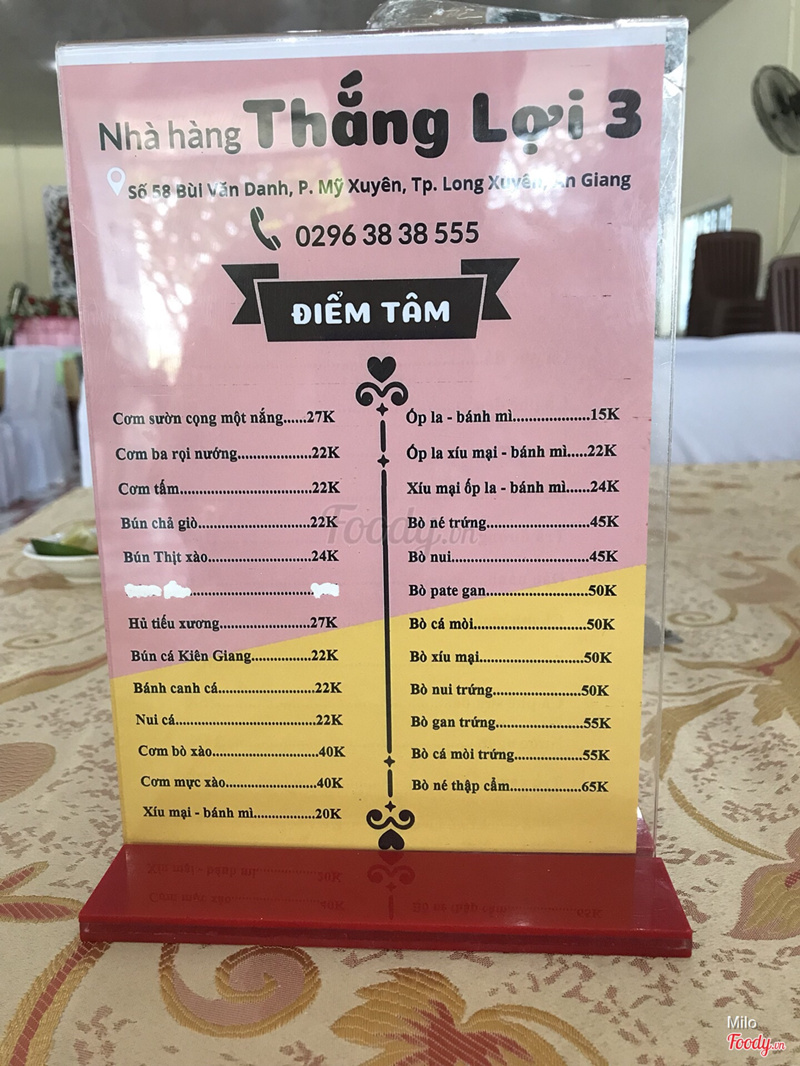 Nhà hàng Thắng Lợi 3
Số 58 Bùi Văn Danh, P. Mỹ Xuyên, Tp. Long Xuyên, An Giang
0296 38 38 555
ĐIỂM TÂM
Cơm sườn cọng một nắng......27K
Cơm ba rọi nướng..................22K
Cơm tấm................................22K
Bún chả giò...........................22K
Bún Thịt xào.........................24K
Hủ tiếu xương.......................27K
Bún cá Kiên Giang................22K
Bánh canh cá.........................22K
Nui cá....................................22K
Cơm bò xào..........................40K
Cơm mực xào.......................40K
Xíu mại - bánh mì................20K
Ốp la - bánh mì....................15K
Ốp la xíu mại - bánh mì.....22K
Xíu mại ốp la - bánh mì......24K
Bò né trứng..........................45K
Bò nui..................................45K
Bò pate gan..........................50K
Bò cá mòi.............................50K
Bò xíu mại...........................50K
Bò nui trứng........................50K
Bò gan trứng.......................55K
Bò cá mòi trứng..................55K
Bò né thập cẩm...................65K
Foody.vn
Milo
Foody.vn